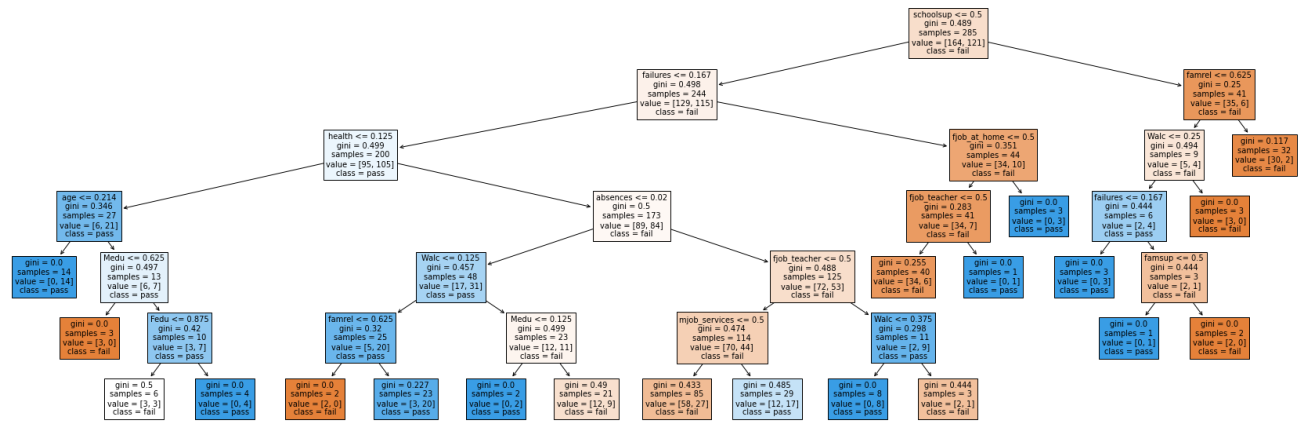 schoolsup <= 0.5
gini = 0.489
samples = 285
value = [164, 121]
class = fail
failures <= 0.167
gini = 0.498
samples = 244
value = [129, 115]
class = fail
famrel <= 0.625
gini = 0.25
samples = 41
value = [35, 6]
class = fail
health <= 0.125
gini = 0.499
samples = 200
value = [95, 105]
class = pass
fjob_at_home <= 0.5
gini = 0.351
samples = 44
value = [34, 10]
class = fail
Walc <= 0.25
gini = 0.494
samples = 9
value = [5, 4]
class = fail
gini = 0.117
samples = 32
value = [30, 2]
class = fail
age <= 0.214
gini = 0.346
samples = 27
value = [6, 21]
class = pass
absences <= 0.02
gini = 0.5
samples = 173
value = [89, 84]
class = fail
fjob_teacher <= 0.5
gini = 0.283
samples = 41
value = [34, 7]
class = fail
gini = 0.0
samples = 3
value = [0, 3]
class = pass
failures <= 0.167
gini = 0.444
samples = 6
value = [2, 4]
class = pass
gini = 0.0
samples = 3
value = [3, 0]
class = fail
gini = 0.0
samples = 14
value = [0, 14]
class = pass
Medu <= 0.625
gini = 0.497
samples = 13
value = [6, 7]
class = pass
Walc <= 0.125
gini = 0.457
samples = 48
value = [17, 31]
class = pass
fjob_teacher <= 0.5
gini = 0.488
samples = 125
value = [72, 53]
class = fail
gini = 0.255
samples = 40
value = [34, 6]
class = fail
gini = 0.0
samples = 1
value = [0, 1]
class = pass
gini = 0.0
samples = 3
value = [0, 3]
class = pass
famsup <= 0.5
gini = 0.444
samples = 3
value = [2, 1]
class = fail
gini = 0.0
samples = 3
value = [3, 0]
class = fail
Fedu <= 0.875
gini = 0.42
samples = 10
value = [3, 7]
class = pass
famrel <= 0.625
gini = 0.32
samples = 25
value = [5, 20]
class = pass
Medu <= 0.125
gini = 0.499
samples = 23
value = [12, 11]
class = fail
mjob_services <= 0.5
gini = 0.474
samples = 114
value = [70, 44]
class = fail
Walc <= 0.375
gini = 0.298
samples = 11
value = [2, 9]
class = pass
gini = 0.0
samples = 1
value = [0, 1]
class = pass
gini = 0.0
samples = 2
value = [2, 0]
class = fail
gini = 0.5
samples = 6
value = [3, 3]
class = fail
gini = 0.0
samples = 4
value = [0, 4]
class = pass
gini = 0.0
samples = 2
value = [2, 0]
class = fail
gini = 0.227
samples = 23
value = [3, 20]
class = pass
gini = 0.0
samples = 2
value = [0, 2]
class = pass
gini = 0.49
samples = 21
value = [12, 9]
class = fail
gini = 0.433
samples = 85
value = [58, 27]
class = fail
gini = 0.485
samples = 29
value = [12, 17]
class = pass
gini = 0.0
samples = 8
value = [0, 8]
class = pass
gini = 0.444
samples = 3
value = [2, 1]
class = fail